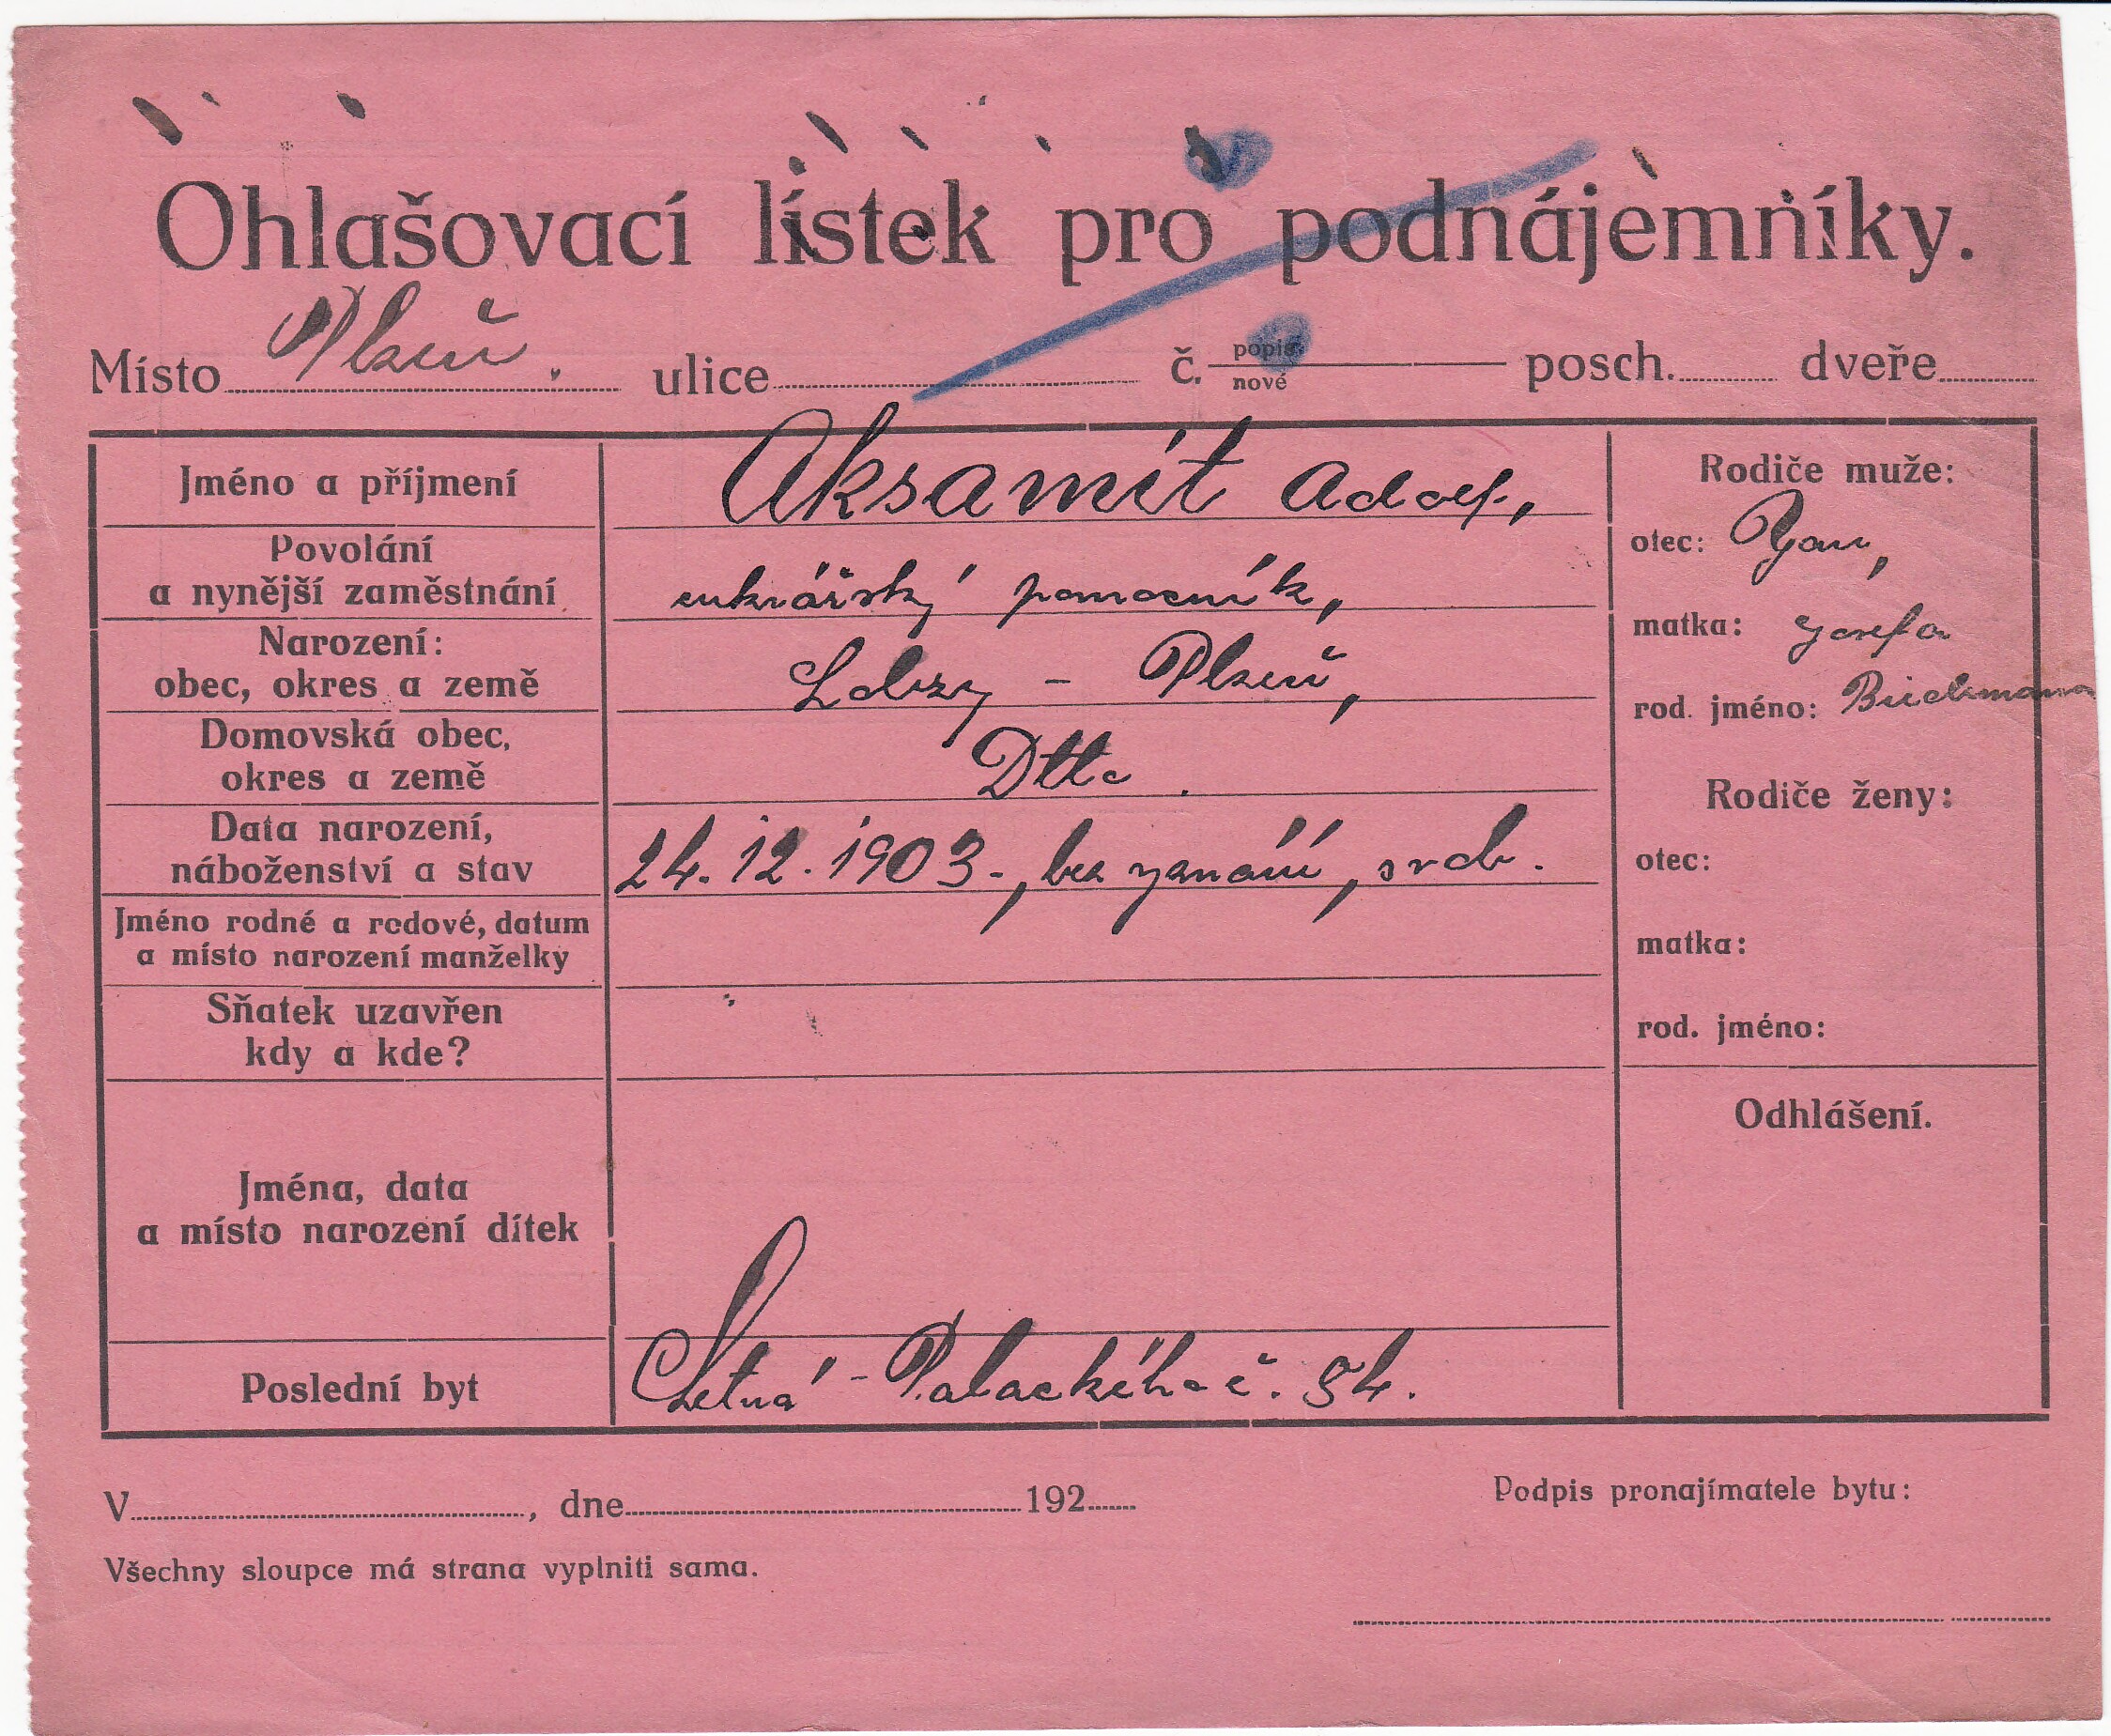 Ohlašovací lístek pro podnájemníky.
Místo Plzeň. ulice č. popis. nové posch. dveře
Jméno a příjmení Aksamít Adolf,
Povolání
a nynější zaměstnání cukrářský pomocník,
Narození:
obec, okres a země Lobzy - Plzeň,
Domovská obec,
okres a země Dtto.
Data narození,
náboženství a stav 24. 12. 1903., bez vyznání, svob.
Jméno rodné a rodové, datum
a místo narození manželky
Sňatek uzavřen
kdy a kde?
Jména, data
a místo narození dítek
Poslední byt Letná - Palackého č. 54.
Rodiče muže:
otec: Jan,
matka: Josefa
rod. jméno:
Rodiče ženy:
otec:
matka:
rod. jméno:
Odhlášení.
V , dne 192
Podpis pronajímatele bytu:
Všechny sloupce má strana vyplniti sama.